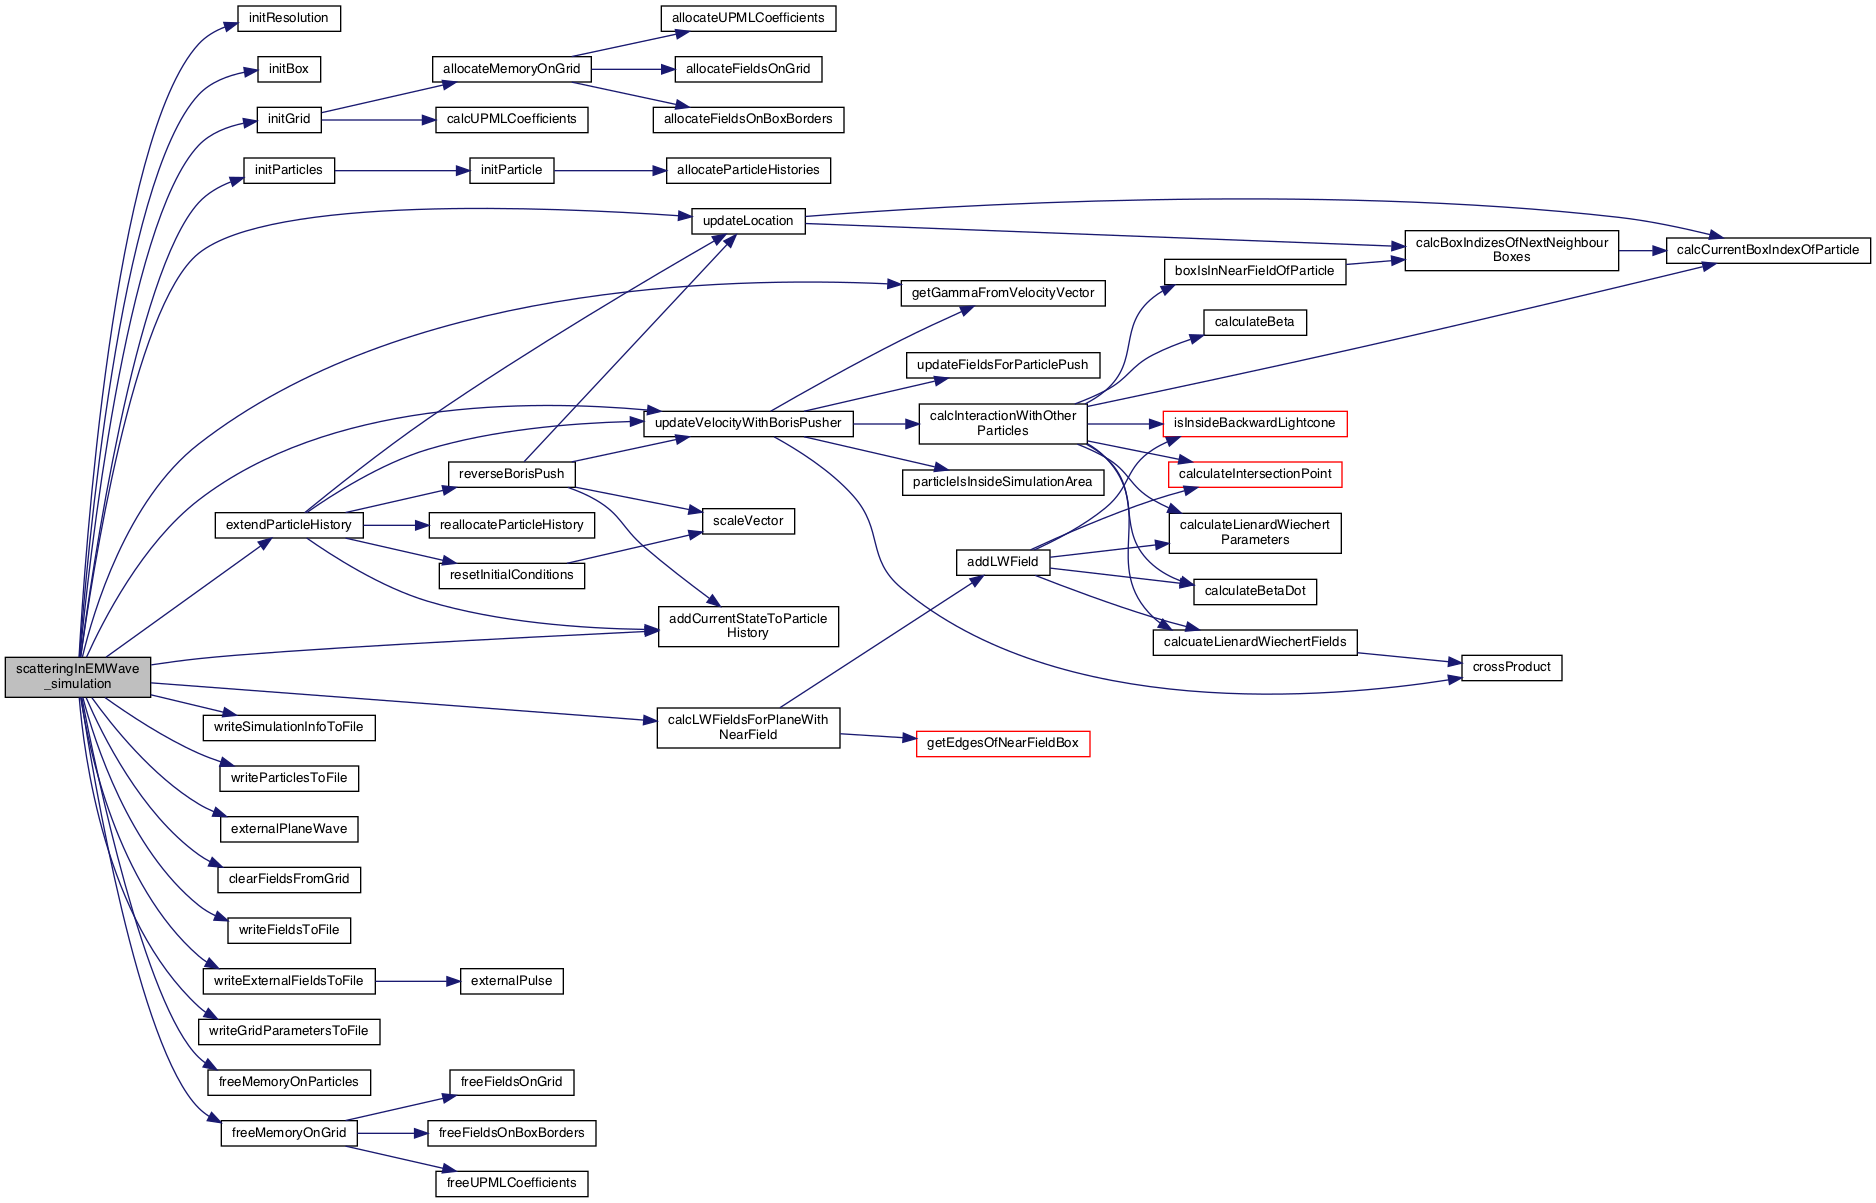 initResolution
allocateUPMLCoefficients
initBox
allocateMemoryOnGrid
allocateFieldsOnGrid
initGrid
calcUPMLCoefficients
allocateFieldsOnBoxBorders
initParticles
initParticle
allocateParticleHistories
updateLocation
calcBoxIndizesOfNextNeighbour
Boxes
calcCurrentBoxIndexOfParticle
boxIsInNearFieldOfParticle
getGammaFromVelocityVector
calculateBeta
updateFieldsForParticlePush
updateVelocityWithBorisPusher
calcInteractionWithOther
Particles
isInsideBackwardLightcone
reverseBorisPush
particleIsInsideSimulationArea
calculateIntersectionPoint
extendParticleHistory
reallocateParticleHistory
scaleVector
calculateLienardWiechert
Parameters
resetInitialConditions
addLWField
calculateBetaDot
addCurrentStateToParticle
History
calcuateLienardWiechertFields
crossProduct
scatteringInEMWave
_simulation
writeSimulationInfoToFile
calcLWFieldsForPlaneWith
NearField
getEdgesOfNearFieldBox
writeParticlesToFile
externalPlaneWave
clearFieldsFromGrid
writeFieldsToFile
writeExternalFieldsToFile
externalPulse
writeGridParametersToFile
freeMemoryOnParticles
freeFieldsOnGrid
freeMemoryOnGrid
freeFieldsOnBoxBorders
freeUPMLCoefficients